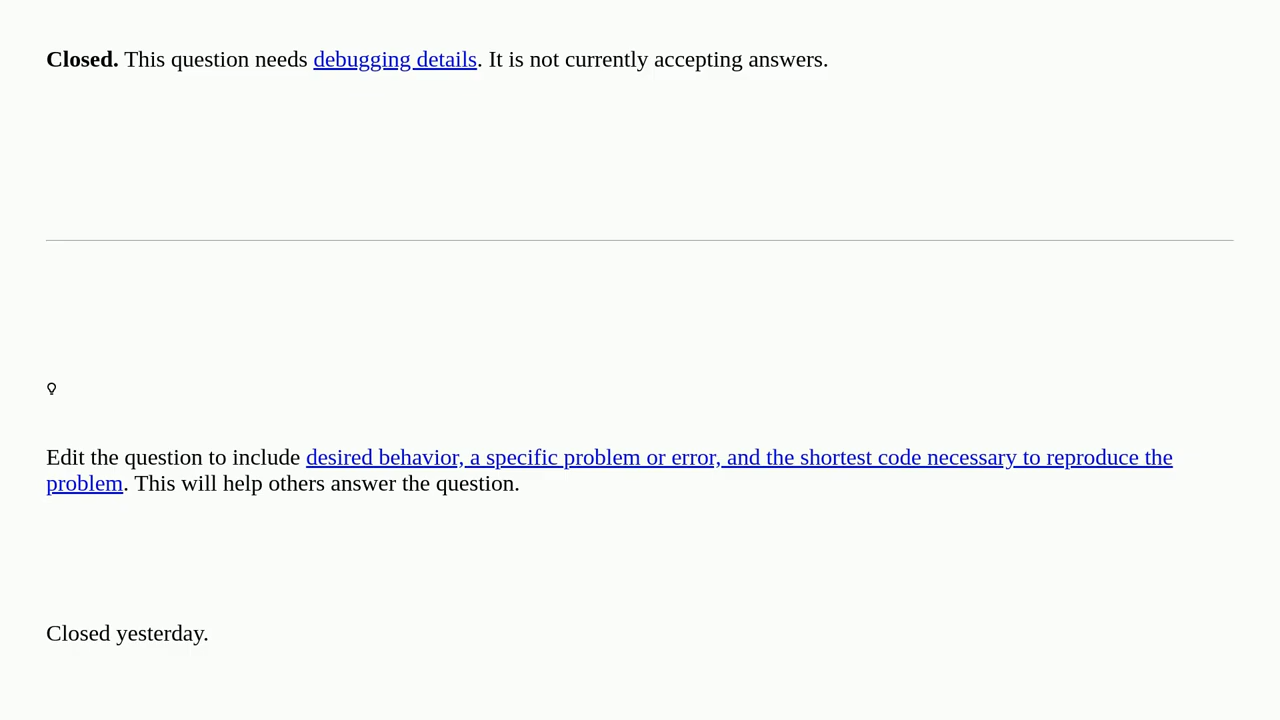 Closed. This question needs debugging details. It is not currently accepting answers.
Edit the question to include desired behavior, a specific problem or error, and the shortest code necessary to reproduce the
problem. This will help others answer the question.
Closed yesterday.